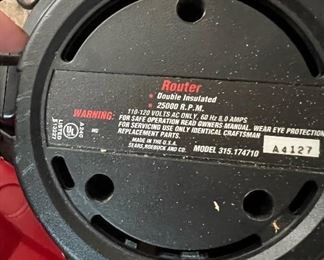 Router
• Double Insulated
• 25000 R.P.M.
WARNING: 110-120 VOLTS AC ONLY, 60 Hz 8.0 AMPS
FOR SAFE OPERATION READ OWNERS MANUAL. WEAR EYE PROTECTION
FOR SERVICING USE ONLY IDENTICAL CRAFTSMAN
REPLACEMENT PARTS.
MADE IN THE U.S.A.
SEARS, ROEBUCK AND CO. MODEL 315.174710
A4127
UL
LISTED